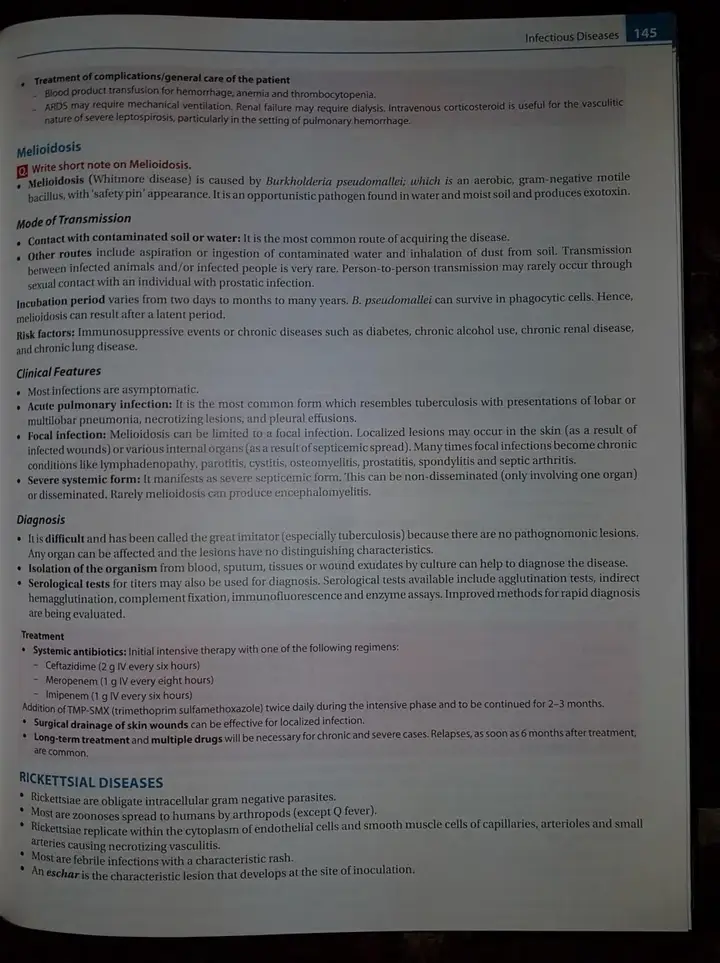 Infectious Diseases 145
• Treatment of complications/general care of the patient
– Blood product transfusion for hemorrhage, anemia and thrombocytopenia.
– ARDS may require mechanical ventilation. Renal failure may require dialysis. Intravenous corticosteroid is useful for the vasculitic
nature of severe leptospirosis, particularly in the setting of pulmonary hemorrhage.
Melioidosis
Q Write short note on Melioidosis.
• Melioidosis (Whitmore disease) is caused by Burkholderia pseudomallei; which is an aerobic, gram-negative motile
bacillus, with 'safety pin' appearance. It is an opportunistic pathogen found in water and moist soil and produces exotoxin.
Mode of Transmission
• Contact with contaminated soil or water: It is the most common route of acquiring the disease.
• Other routes include aspiration or ingestion of contaminated water and inhalation of dust from soil. Transmission
between infected animals and/or infected people is very rare. Person-to-person transmission may rarely occur through
sexual contact with an individual with prostatic infection.
Incubation period varies from two days to months to many years. B. pseudomallei can survive in phagocytic cells. Hence,
melioidosis can result after a latent period.
Risk factors: Immunosuppressive events or chronic diseases such as diabetes, chronic alcohol use, chronic renal disease,
and chronic lung disease.
Clinical Features
• Most infections are asymptomatic.
• Acute pulmonary infection: It is the most common form which resembles tuberculosis with presentations of lobar or
multilobar pneumonia, necrotizing lesions, and pleural effusions.
• Focal infection: Melioidosis can be limited to a focal infection. Localized lesions may occur in the skin (as a result of
infected wounds) or various internal organs (as a result of septicemic spread). Many times focal infections become chronic
conditions like lymphadenopathy, parotitis, cystitis, osteomyelitis, prostatitis, spondylitis and septic arthritis.
• Severe systemic form: It manifests as severe septicemic form. This can be non-disseminated (only involving one organ)
or disseminated. Rarely melioidosis can produce encephalomyelitis.
Diagnosis
• It is difficult and has been called the great imitator (especially tuberculosis) because there are no pathognomonic lesions.
Any organ can be affected and the lesions have no distinguishing characteristics.
• Isolation of the organism from blood, sputum, tissues or wound exudates by culture can help to diagnose the disease.
• Serological tests for titers may also be used for diagnosis. Serological tests available include agglutination tests, indirect
hemagglutination, complement fixation, immunofluorescence and enzyme assays. Improved methods for rapid diagnosis
are being evaluated.
Treatment
• Systemic antibiotics: Initial intensive therapy with one of the following regimens:
– Ceftazidime (2 g IV every six hours)
– Meropenem (1 g IV every eight hours)
– Imipenem (1 g IV every six hours)
Addition of TMP-SMX (trimethoprim sulfamethoxazole) twice daily during the intensive phase and to be continued for 2–3 months.
• Surgical drainage of skin wounds can be effective for localized infection.
• Long-term treatment and multiple drugs will be necessary for chronic and severe cases. Relapses, as soon as 6 months after treatment,
are common.
RICKETTSIAL DISEASES
• Rickettsiae are obligate intracellular gram negative parasites.
• Most are zoonoses spread to humans by arthropods (except Q fever).
• Rickettsiae replicate within the cytoplasm of endothelial cells and smooth muscle cells of capillaries, arterioles and small
arteries causing necrotizing vasculitis.
• Most are febrile infections with a characteristic rash.
• An eschar is the characteristic lesion that develops at the site of inoculation.